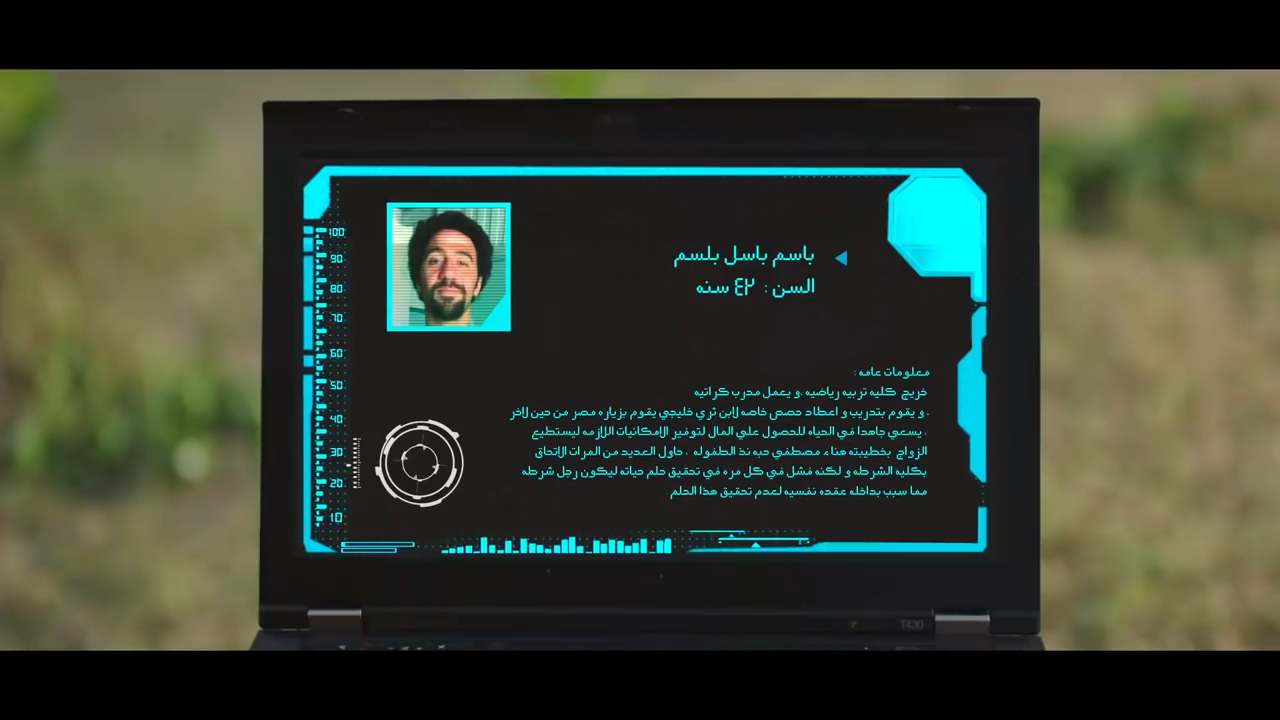 باسم باسل بلسم
السن : ٤٢ سنه
معلومات عامه :
خريج كليه تربيه رياضيه ،و يعمل مدرب كراتيه
، و يقوم بتدريب و اعطاء حصص خاصه لابن ثري خليجي يقوم بزياره مصر من حين لاخر
، يسعي جاهدا في الحياه للحصول علي المال لتوفير الامكانيات اللازمه ليستطيع
الزواج بخطيبته هناء مصطفي حبه نذ الطفوله ، حاول العديد من المرات الاتحاق
بكليه الشرطه و لكنه فشل في كل مره في تحقيق حلم حياته ليكون رجل شرطه
مما سبب بداخله عقده نفسيه لعدم تحقيق هذا الحلم
100
90
80
70
60
50
40
30
20
10
T430